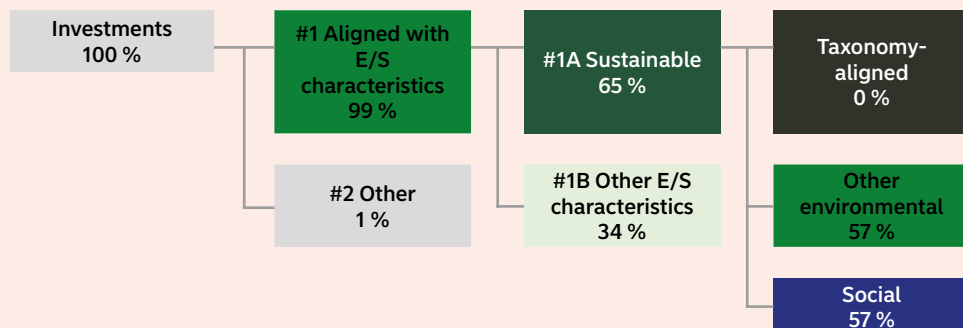 Investments
100 %
#1 Aligned with
E/S
characteristics
99 %
#1A Sustainable
65 %
Taxonomy-
aligned
0 %
#2 Other
1 %
#1B Other E/S
characteristics
34 %
Other
environmental
57 %
Social
57 %